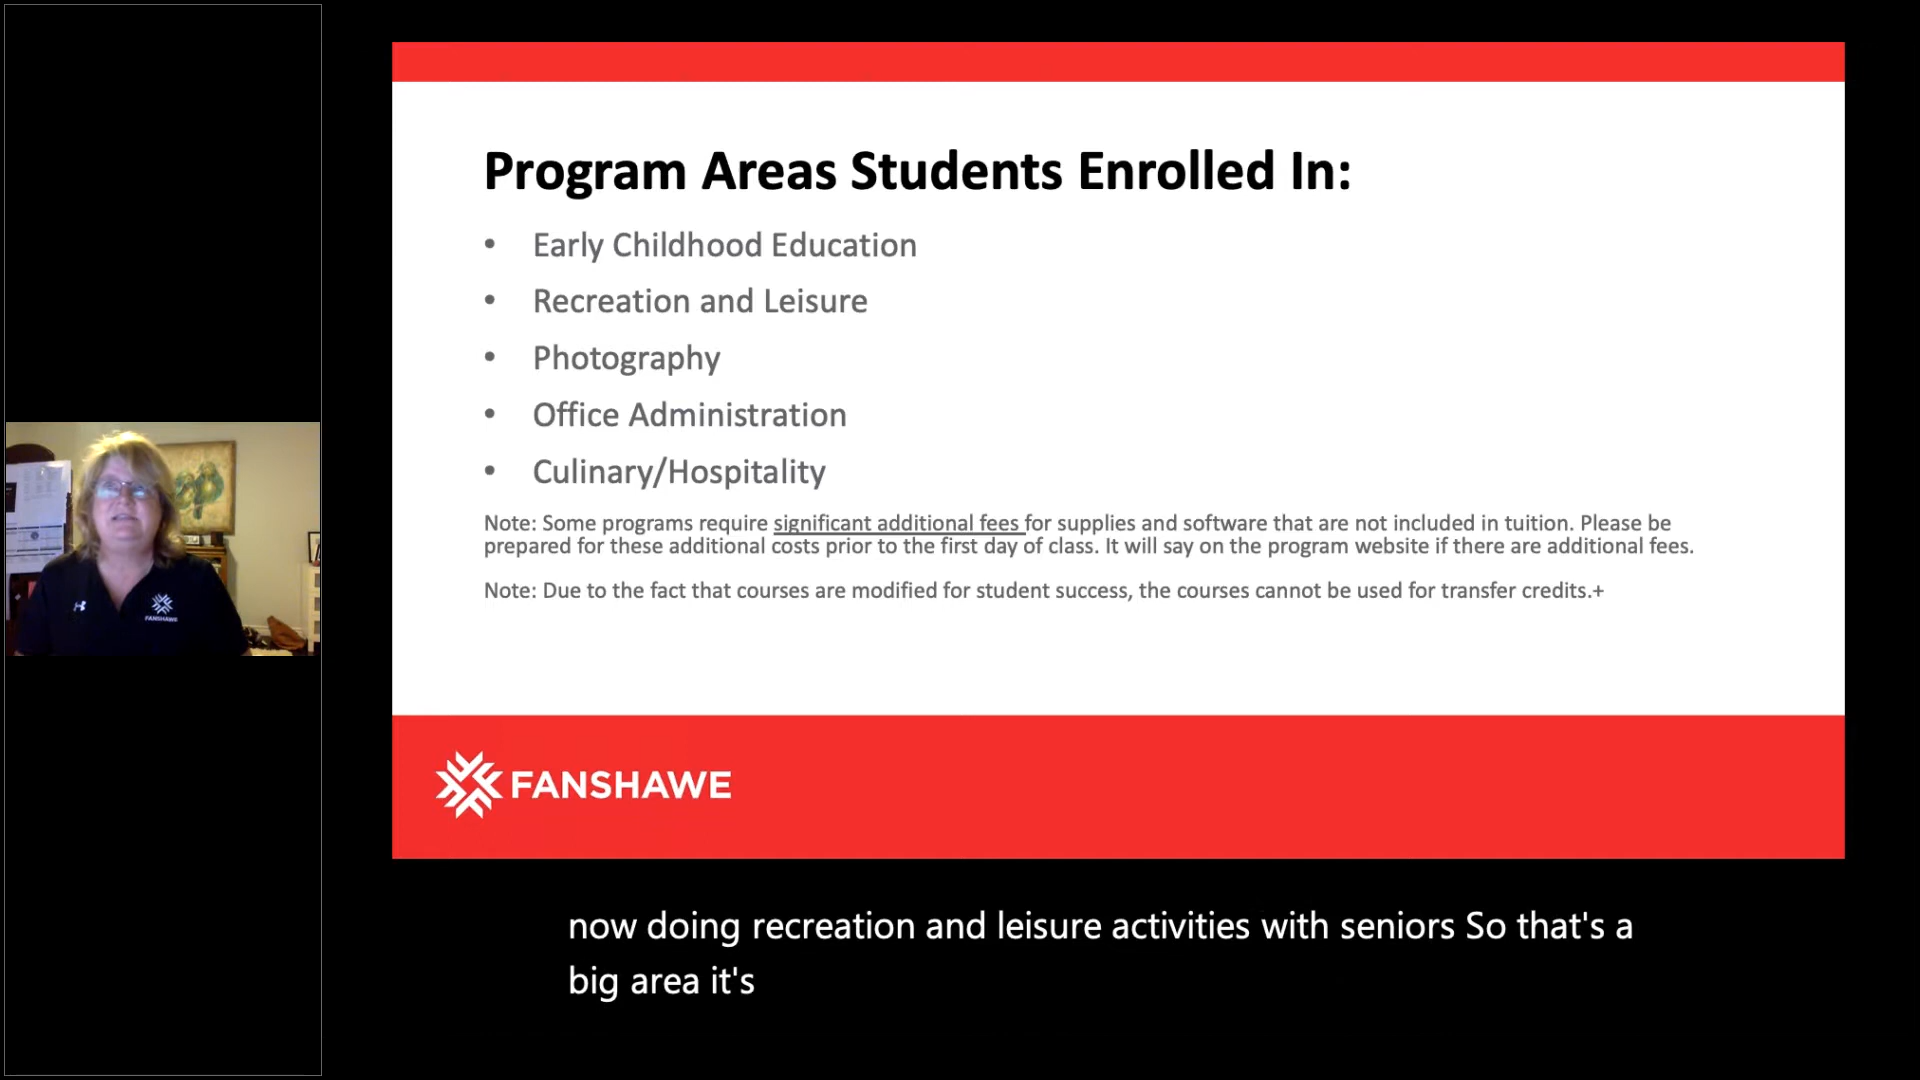 Program Areas Students Enrolled In:
• Early Childhood Education
• Recreation and Leisure
• Photography
• Office Administration
• Culinary/Hospitality
Note: Some programs require significant additional fees for supplies and software that are not included in tuition. Please be
prepared for these additional costs prior to the first day of class. It will say on the program website if there are additional fees.
Note: Due to the fact that courses are modified for student success, the courses cannot be used for transfer credits.+
FANSHAWE
FANSHAWE
now doing recreation and leisure activities with seniors So that's a
big area it's